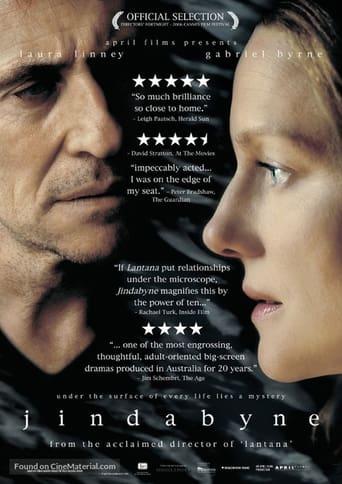 OFFICIAL SELECTION
DIRECTORS' FORTNIGHT - 2006 CANNES FILM FESTIVAL
april films presents
laura linney gabriel byrne
"So much brilliance
so close to home."
- Leigh Paatsch, Herald Sun
- David Stratton, At The Movies
"impeccably acted...
I was on the edge of
my seat." - Peter Bradshaw,
The Guardian
"If Lantana put relationships
under the microscope,
Jindabyne magnifies this by
the power of ten..."
- Rachael Turk, Inside Film
"... one of the most engrossing,
thoughtful, adult-oriented big-screen
dramas produced in Australia for 20 years."
- Jim Schembri, The Age
under the surface of every life lies a mystery
jindabyne
from the acclaimed director of 'lantana'
Found on CineMaterial.com